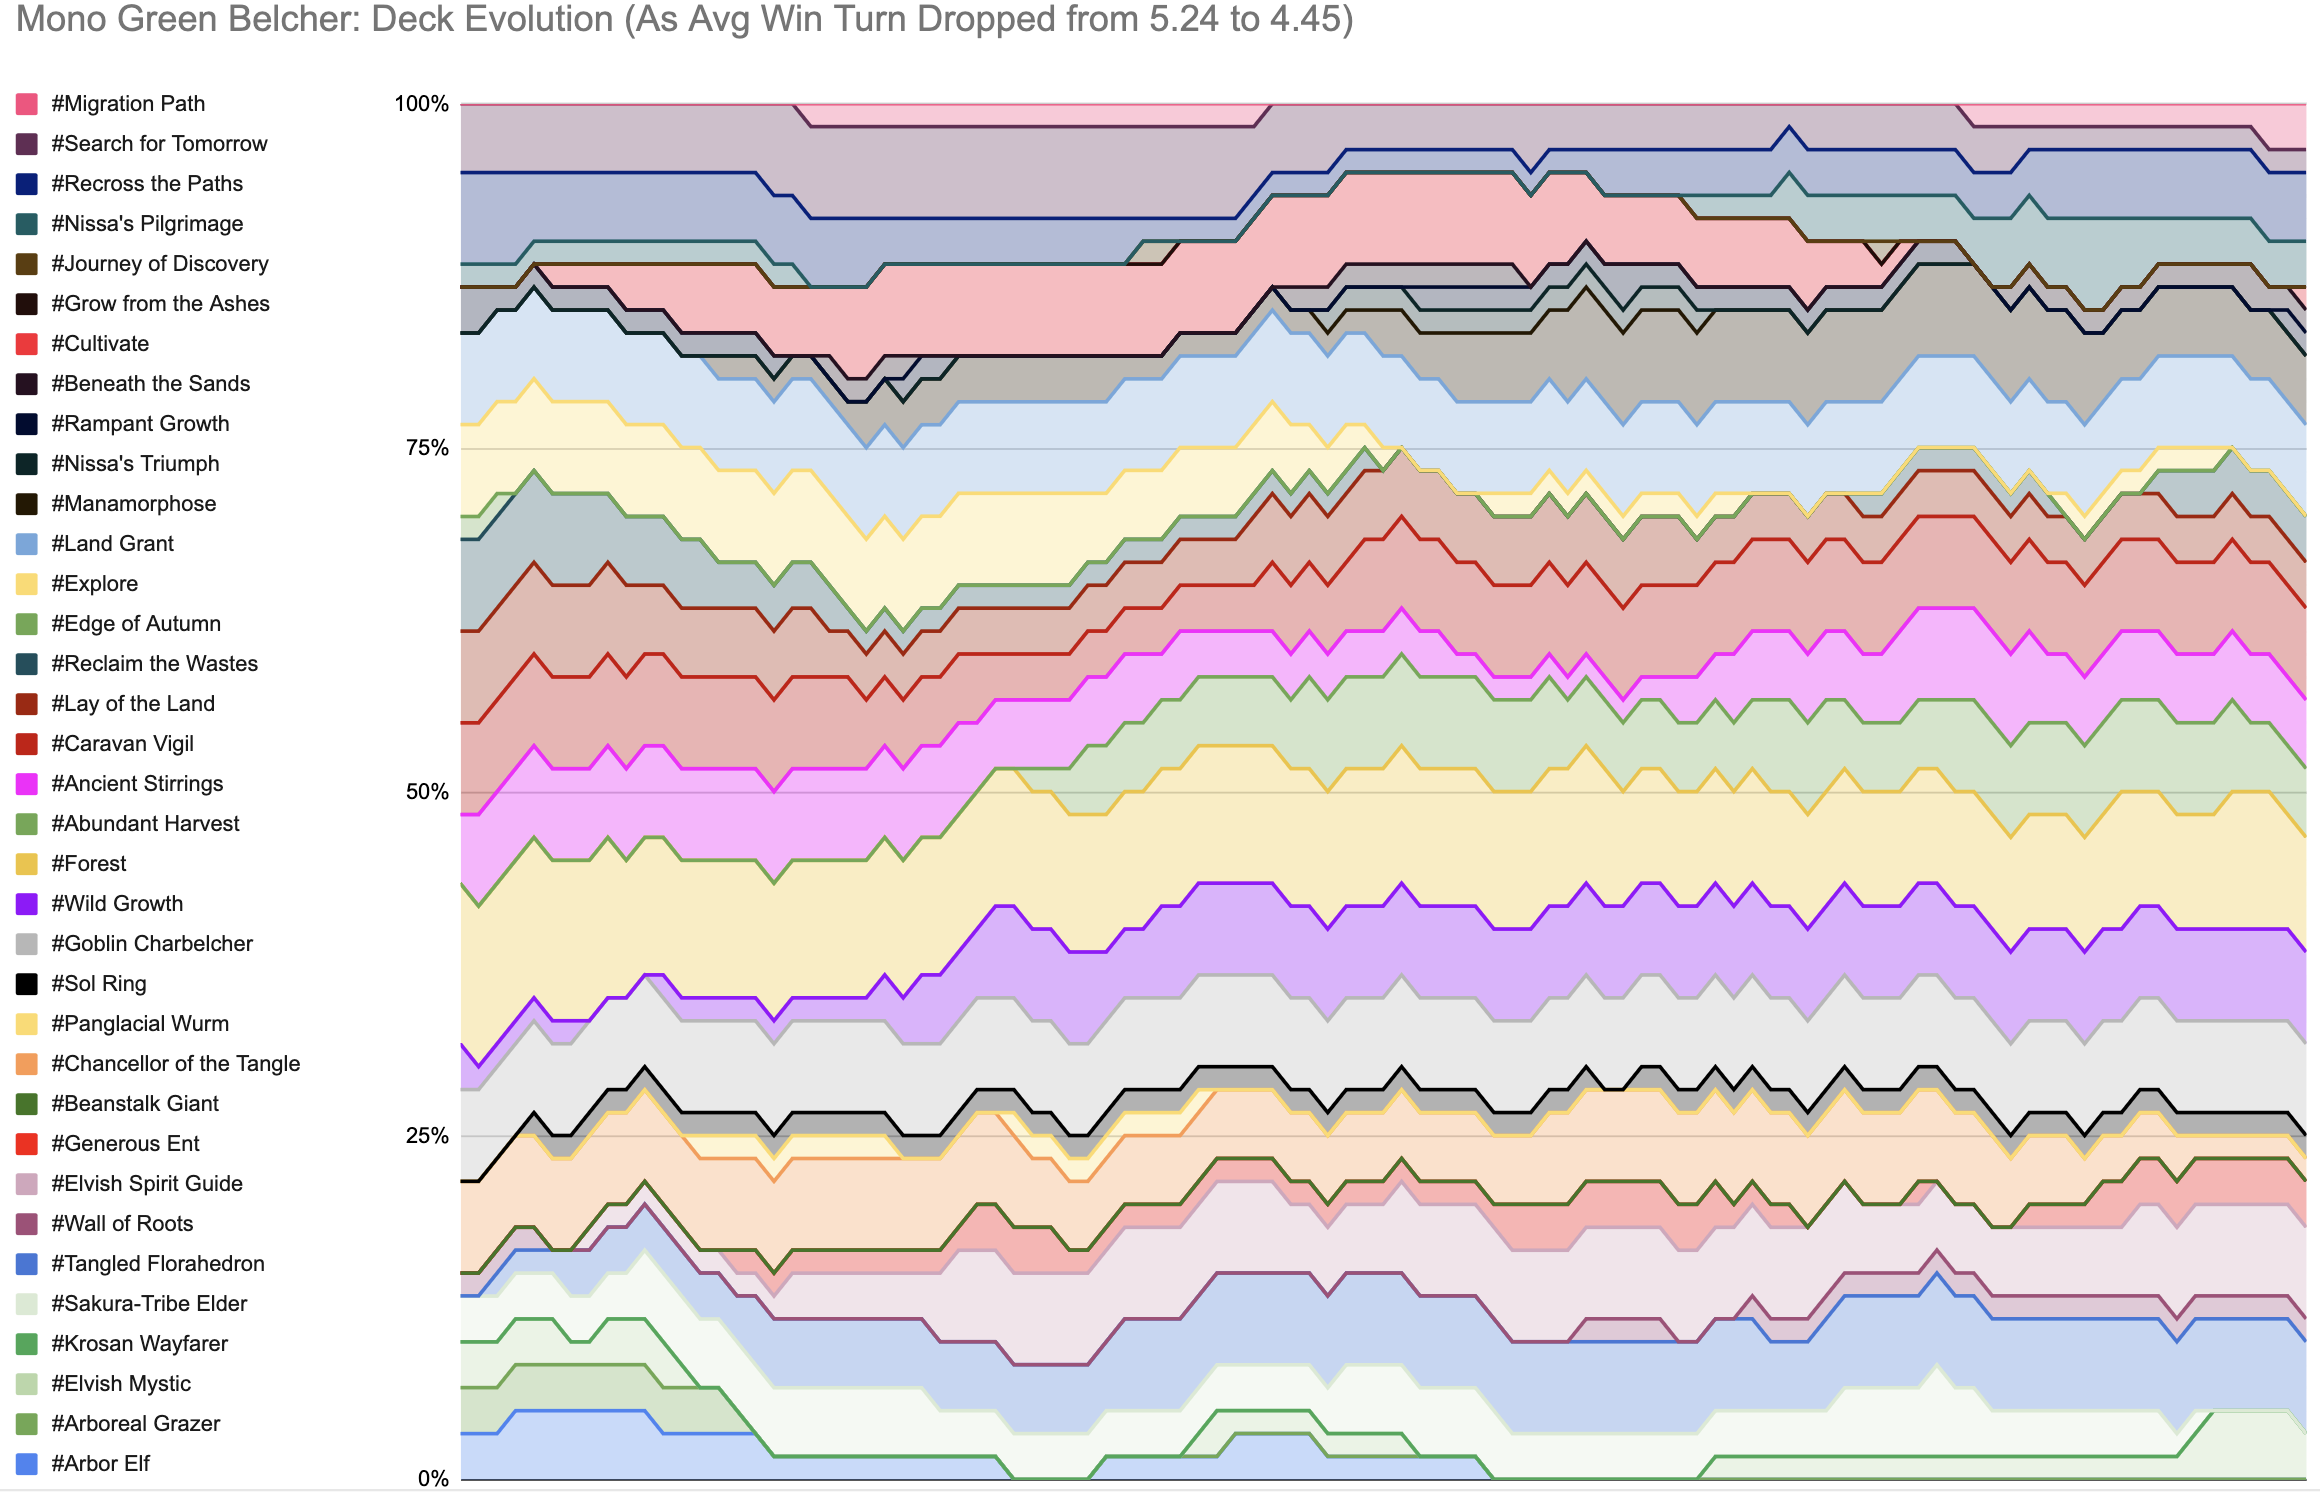 Mono Green Belcher: Deck Evolution (As Avg Win Turn Dropped from 5.24 to 4.45)
#Migration Path
#Search for Tomorrow
#Recross the Paths
#Nissa's Pilgrimage
#Journey of Discovery
#Grow from the Ashes
#Cultivate
#Beneath the Sands
#Rampant Growth
#Nissa's Triumph
#Manamorphose
#Land Grant
#Explore
#Edge of Autumn
#Reclaim the Wastes
#Lay of the Land
#Caravan Vigil
#Ancient Stirrings
#Abundant Harvest
#Forest
#Wild Growth
#Goblin Charbelcher
#Sol Ring
#Panglacial Wurm
#Chancellor of the Tangle
#Beanstalk Giant
#Generous Ent
#Elvish Spirit Guide
#Wall of Roots
#Tangled Florahedron
#Sakura-Tribe Elder
#Krosan Wayfarer
#Elvish Mystic
#Arboreal Grazer
#Arbor Elf
100%
75%
50%
25%
0%